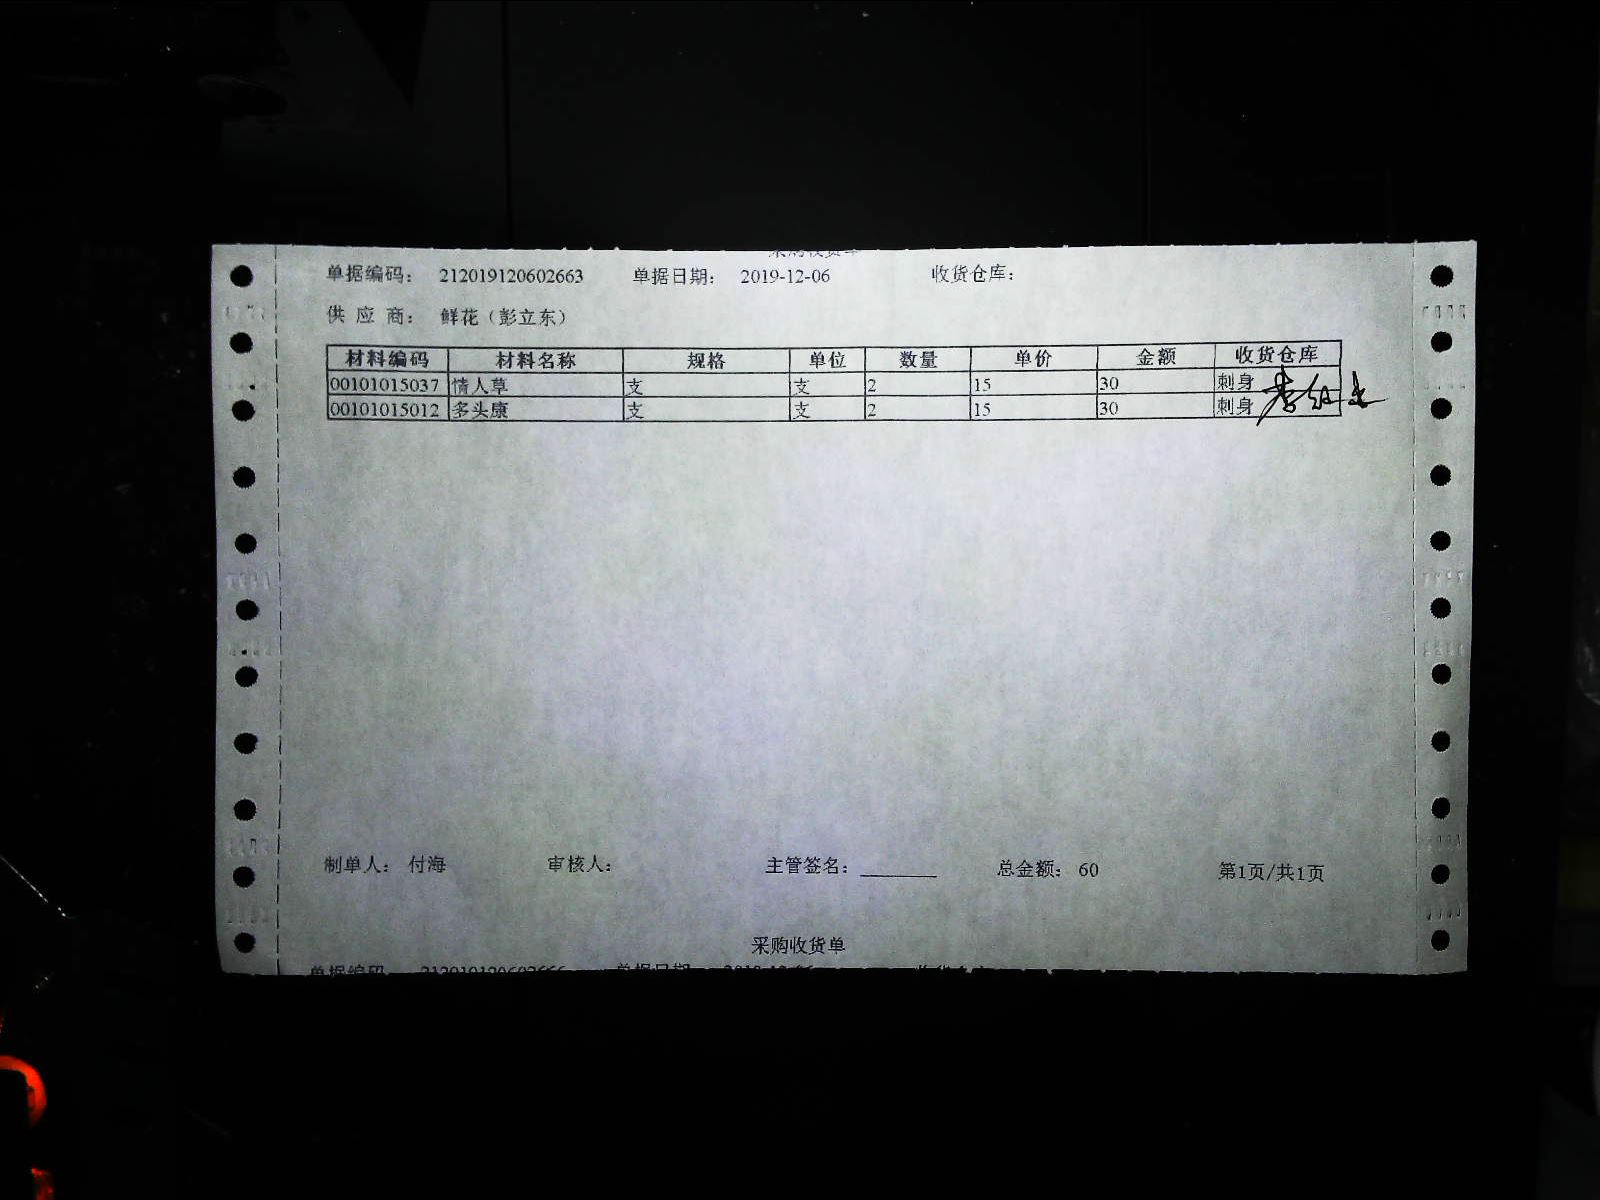 单据编码： 212019120602663 单据日期： 2019-12-06 收货仓库：
供 应 商： 鲜花（彭立东）
材料编码 材料名称 规格 单位 数量 单价 金额 收货仓库
00101015037 情人草 支 支 2 15 30 刺身
00101015012 多头康 支 支 2 15 30 刺身
制单人： 付海 审核人： 主管签名： 总金额： 60 第1页/共1页
采购收货单